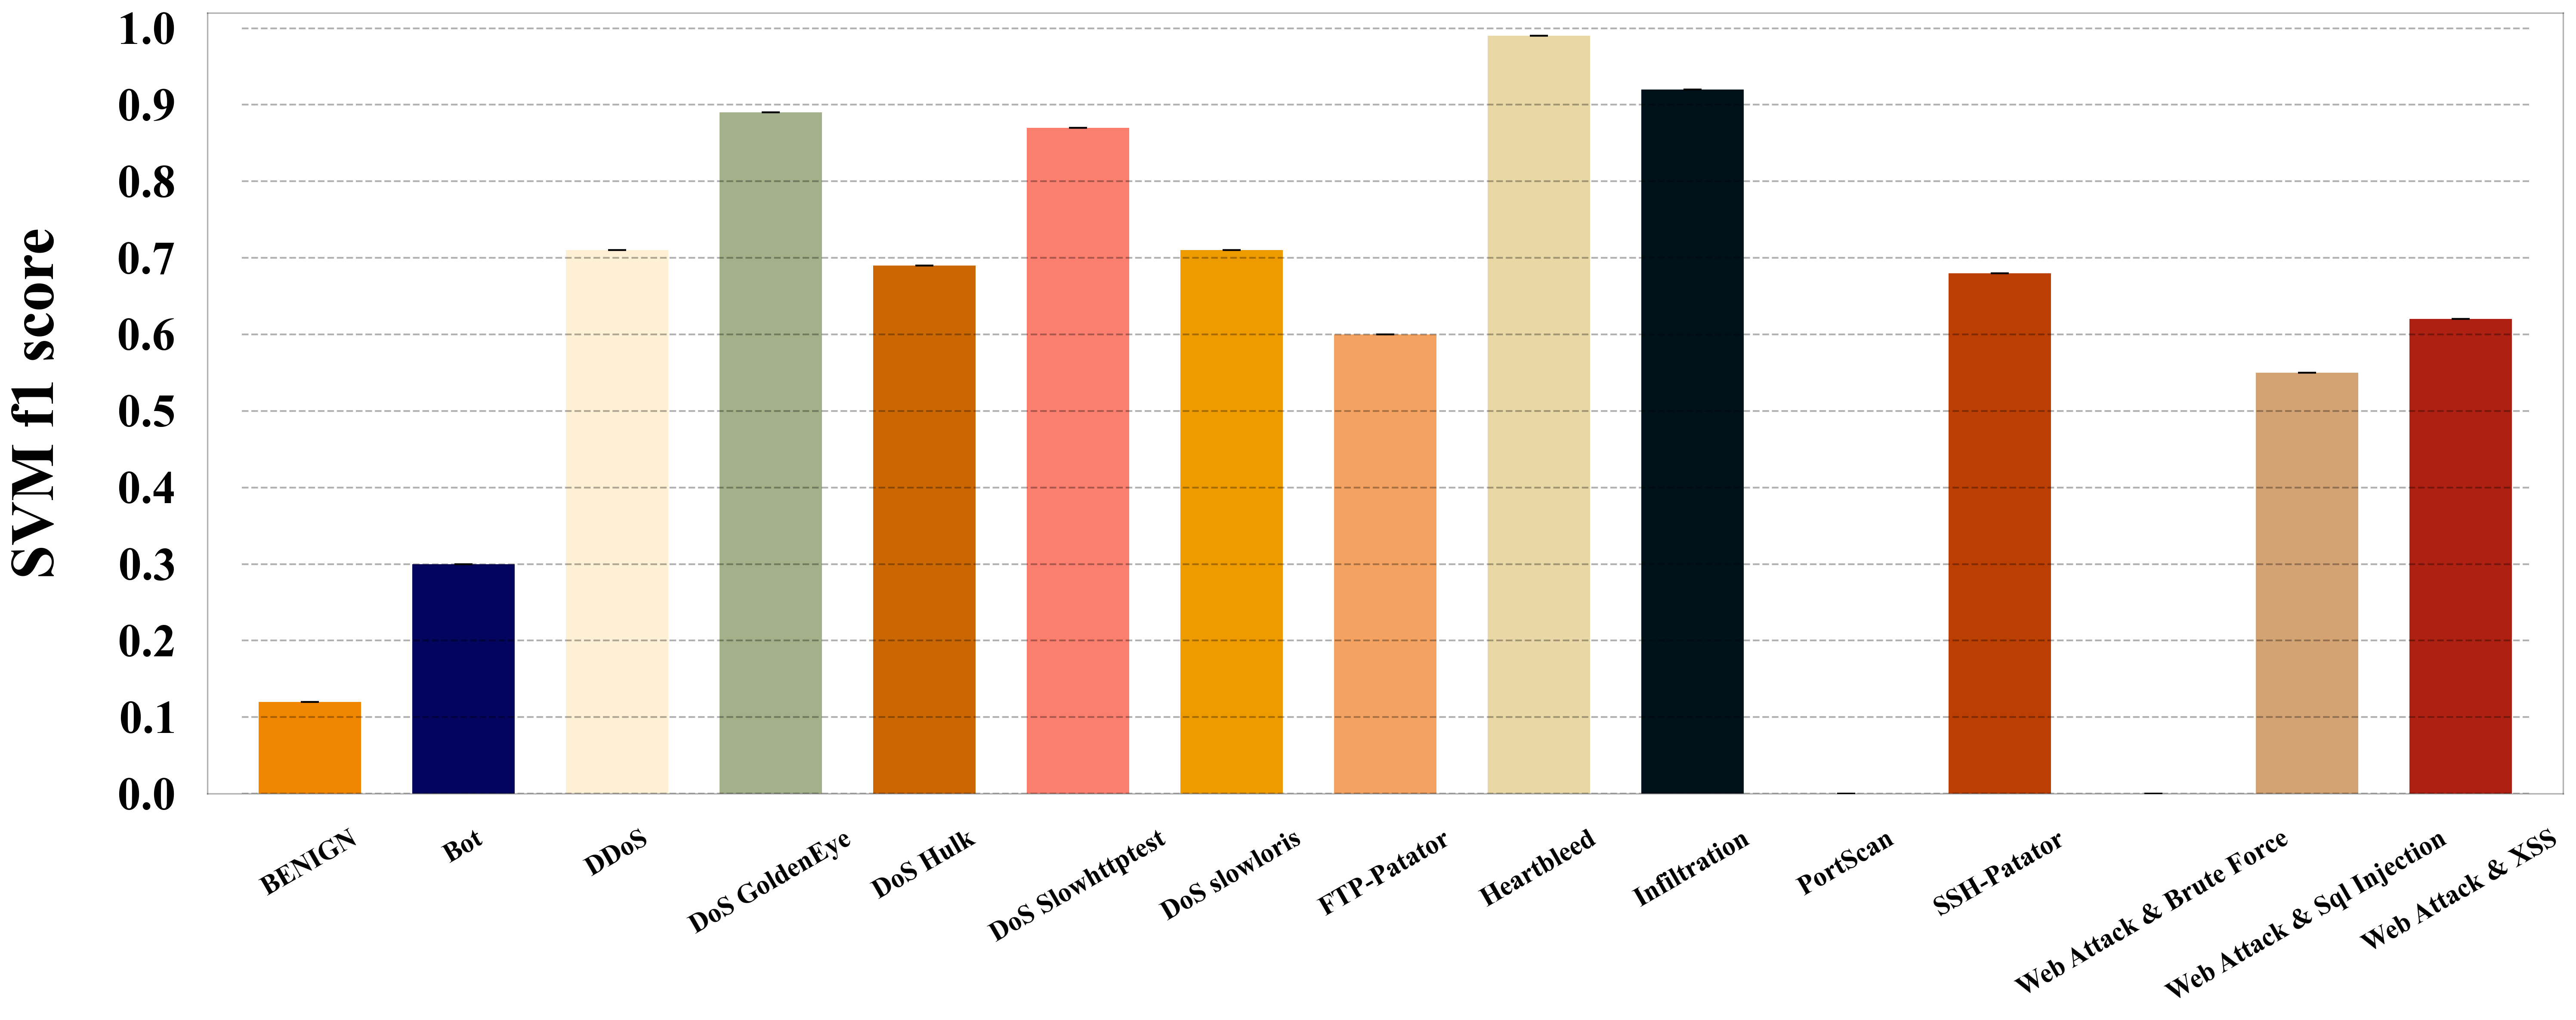 SVM f1 score
1.0
0.9
0.8
0.7
0.6
0.5
0.4
0.3
0.2
0.1
0.0
BENIGN
Bot
DDoS
DoS GoldenEye
DoS Hulk
DoS Slowhttptest
DoS slowloris
FTP-Patator
Heartbleed
Infiltration
PortScan
SSH-Patator
Web Attack & Brute Force
Web Attack & Sql Injection
Web Attack & XSS